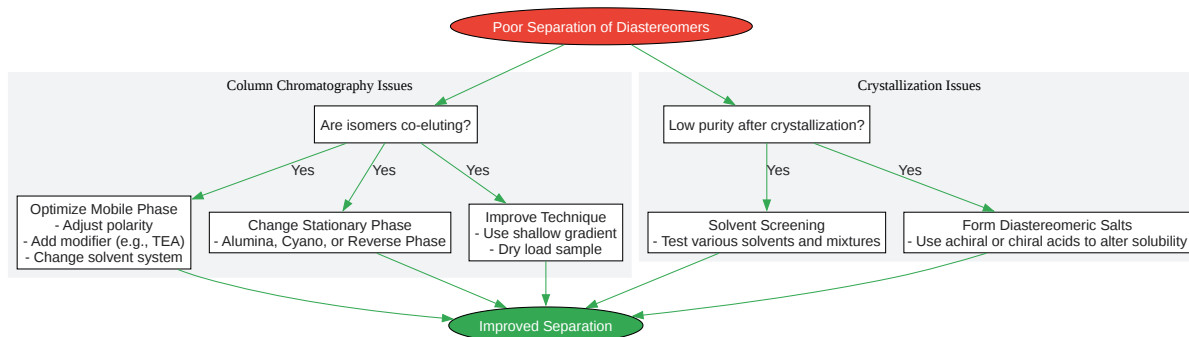 Poor Separation of Diastereomers
Column Chromatography Issues
Crystallization Issues
Are isomers co-eluting?
Low purity after crystallization?
Yes
Yes
Yes
Yes
Yes
Optimize Mobile Phase
- Adjust polarity
- Add modifier (e.g., TEA)
- Change solvent system
Change Stationary Phase
- Alumina, Cyano, or Reverse Phase
Improve Technique
- Use shallow gradient
- Dry load sample
Solvent Screening
- Test various solvents and mixtures
Form Diastereomeric Salts
- Use achiral or chiral acids to alter solubility
Improved Separation